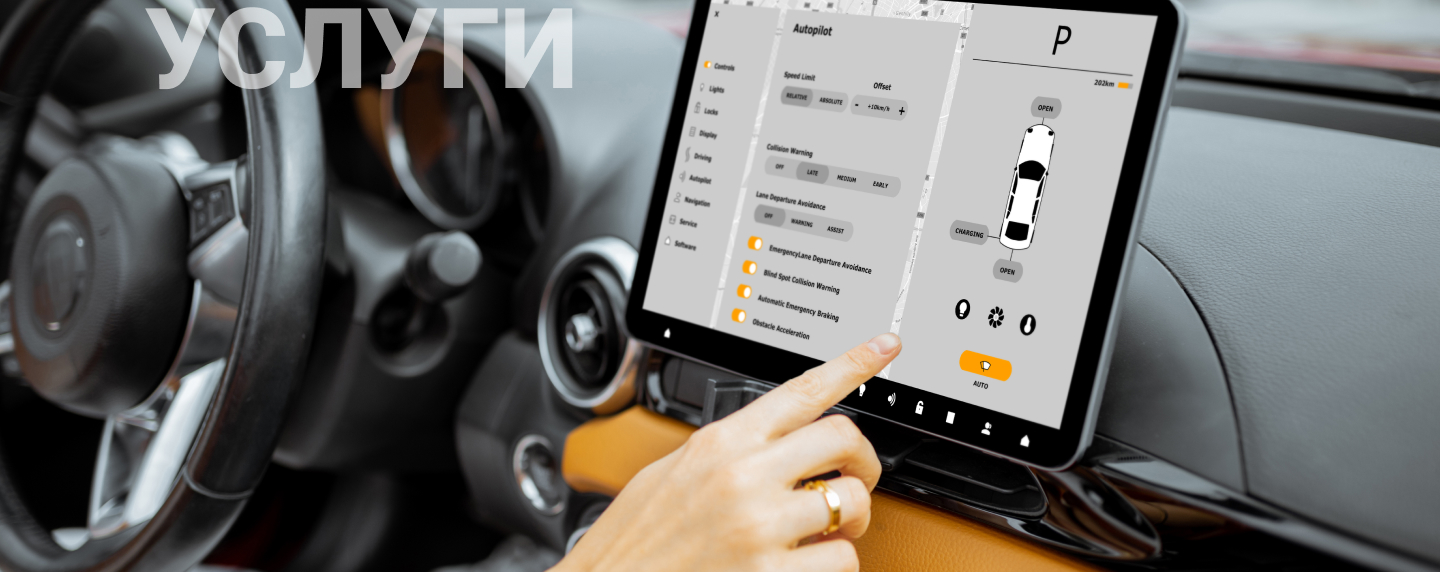 УСЛУГИ
x
Controls
Lights
Locks
Display
Driving
Autopilot
Navigation
Service
Software
Autopilot
Speed Limit
Offset
RELATIVE ABSOLUTE
- +10km/h +
Collision Warning
OFF LATE MEDIUM EARLY
Lane Departure Avoidance
OFF WARNING ASSIST
EmergencyLane Departure Avoidance
Blind Spot Collision Warning
Automatic Emergency Braking
Obstacle Acceleration
P
202km
OPEN
CHARGING
OPEN
AUTO